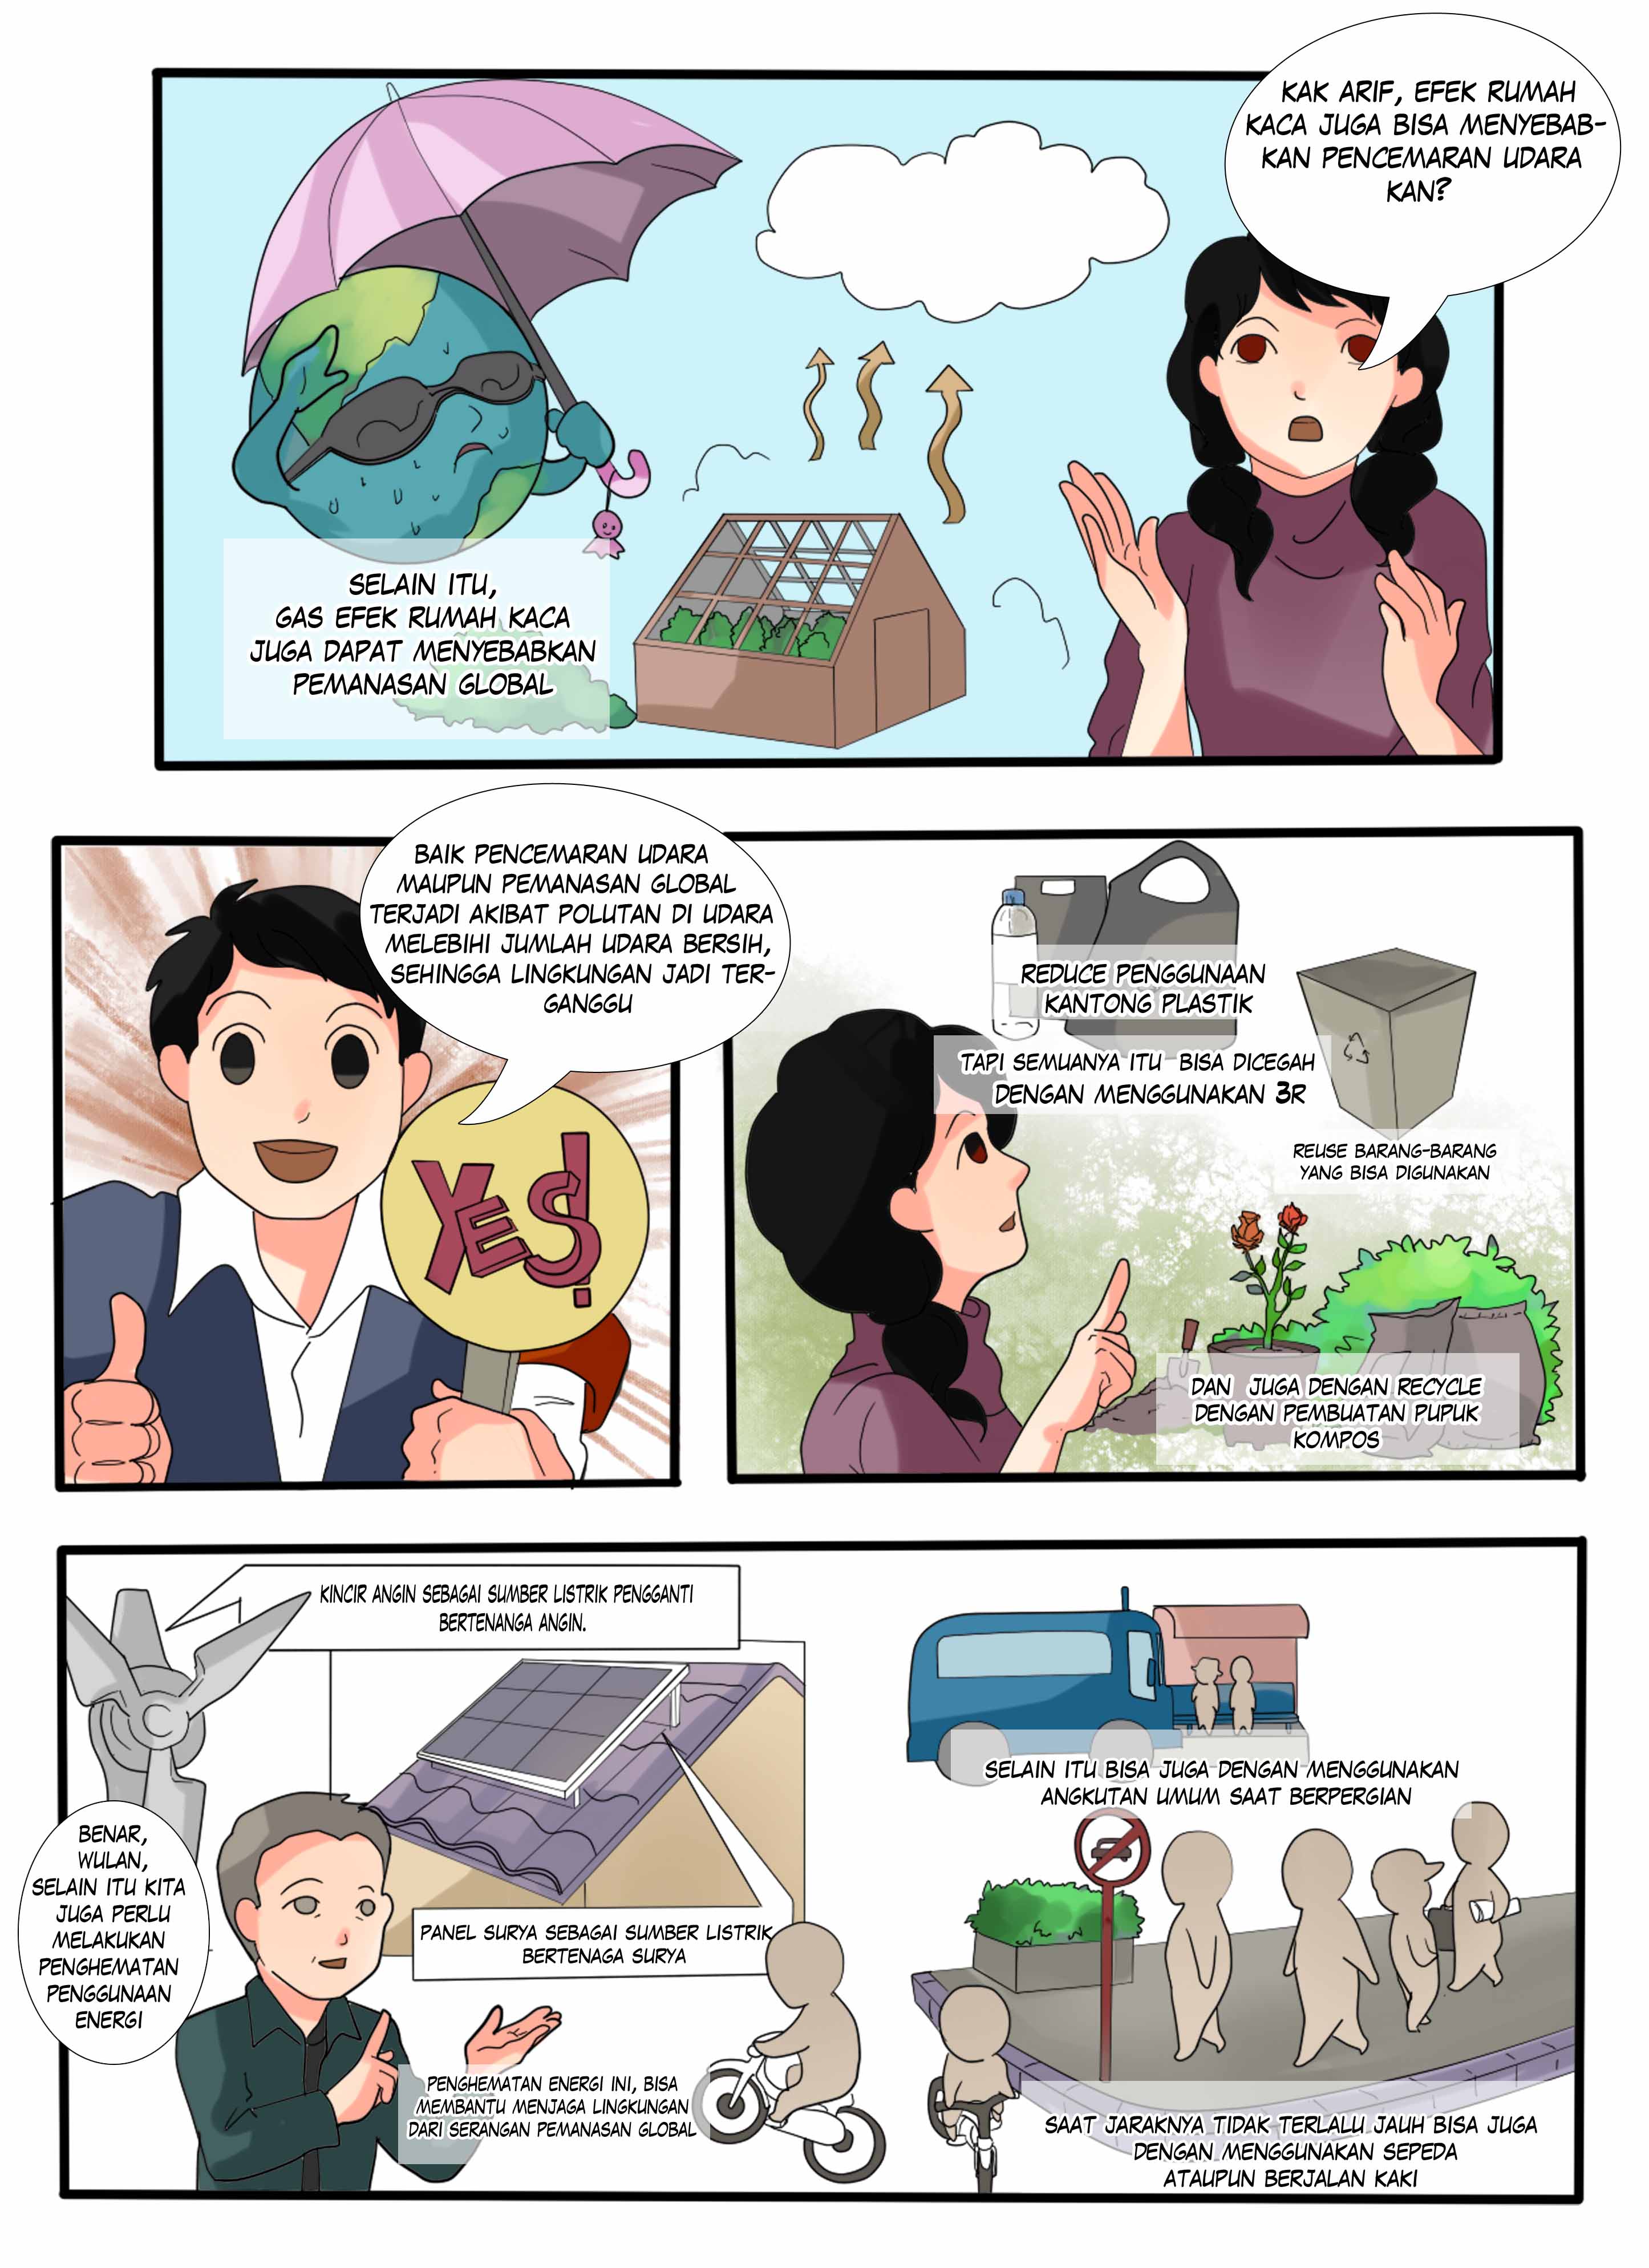 KAK ARIF, EFEK RUMAH
KACA JUGA BISA MENYEBAB-
KAN PENCEMARAN UDARA
KAN?
SELAIN ITU,
GAS EFEK RUMAH KACA
JUGA DAPAT MENYEBABKAN
PEMANASAN GLOBAL
BAIK PENCEMARAN UDARA
MAUPUN PEMANASAN GLOBAL
TERJADI AKIBAT POLUTAN DI UDARA
MELEBIHI JUMLAH UDARA BERSIH,
SEHINGGA LINGKUNGAN JADI TER-
GANGGU
YES!
REDUCE PENGGUNAAN
KANTONG PLASTIK
TAPI SEMUANYA ITU BISA DICEGAH
DENGAN MENGGUNAKAN 3R
REUSE BARANG-BARANG
YANG BISA DIGUNAKAN
DAN JUGA DENGAN RECYCLE
DENGAN PEMBUATAN PUPUK
KOMPOS
KINCIR ANGIN SEBAGAI SUMBER LISTRIK PENGGANTI
BERTENANGA ANGIN.
BENAR,
WULAN,
SELAIN ITU KITA
JUGA PERLU
MELAKUKAN
PENGHEMATAN
PENGGUNAAN
ENERGI
PANEL SURYA SEBAGAI SUMBER LISTRIK
BERTENAGA SURYA
PENGHEMATAN ENERGI INI, BISA
MEMBANTU MENJAGA LINGKUNGAN
DARI SERANGAN PEMANASAN GLOBAL
SELAIN ITU BISA JUGA DENGAN MENGGUNAKAN
ANGKUTAN UMUM SAAT BERPERGIAN
SAAT JARAKNYA TIDAK TERLALU JAUH BISA JUGA
DENGAN MENGGUNAKAN SEPEDA
ATAUPUN BERJALAN KAKI